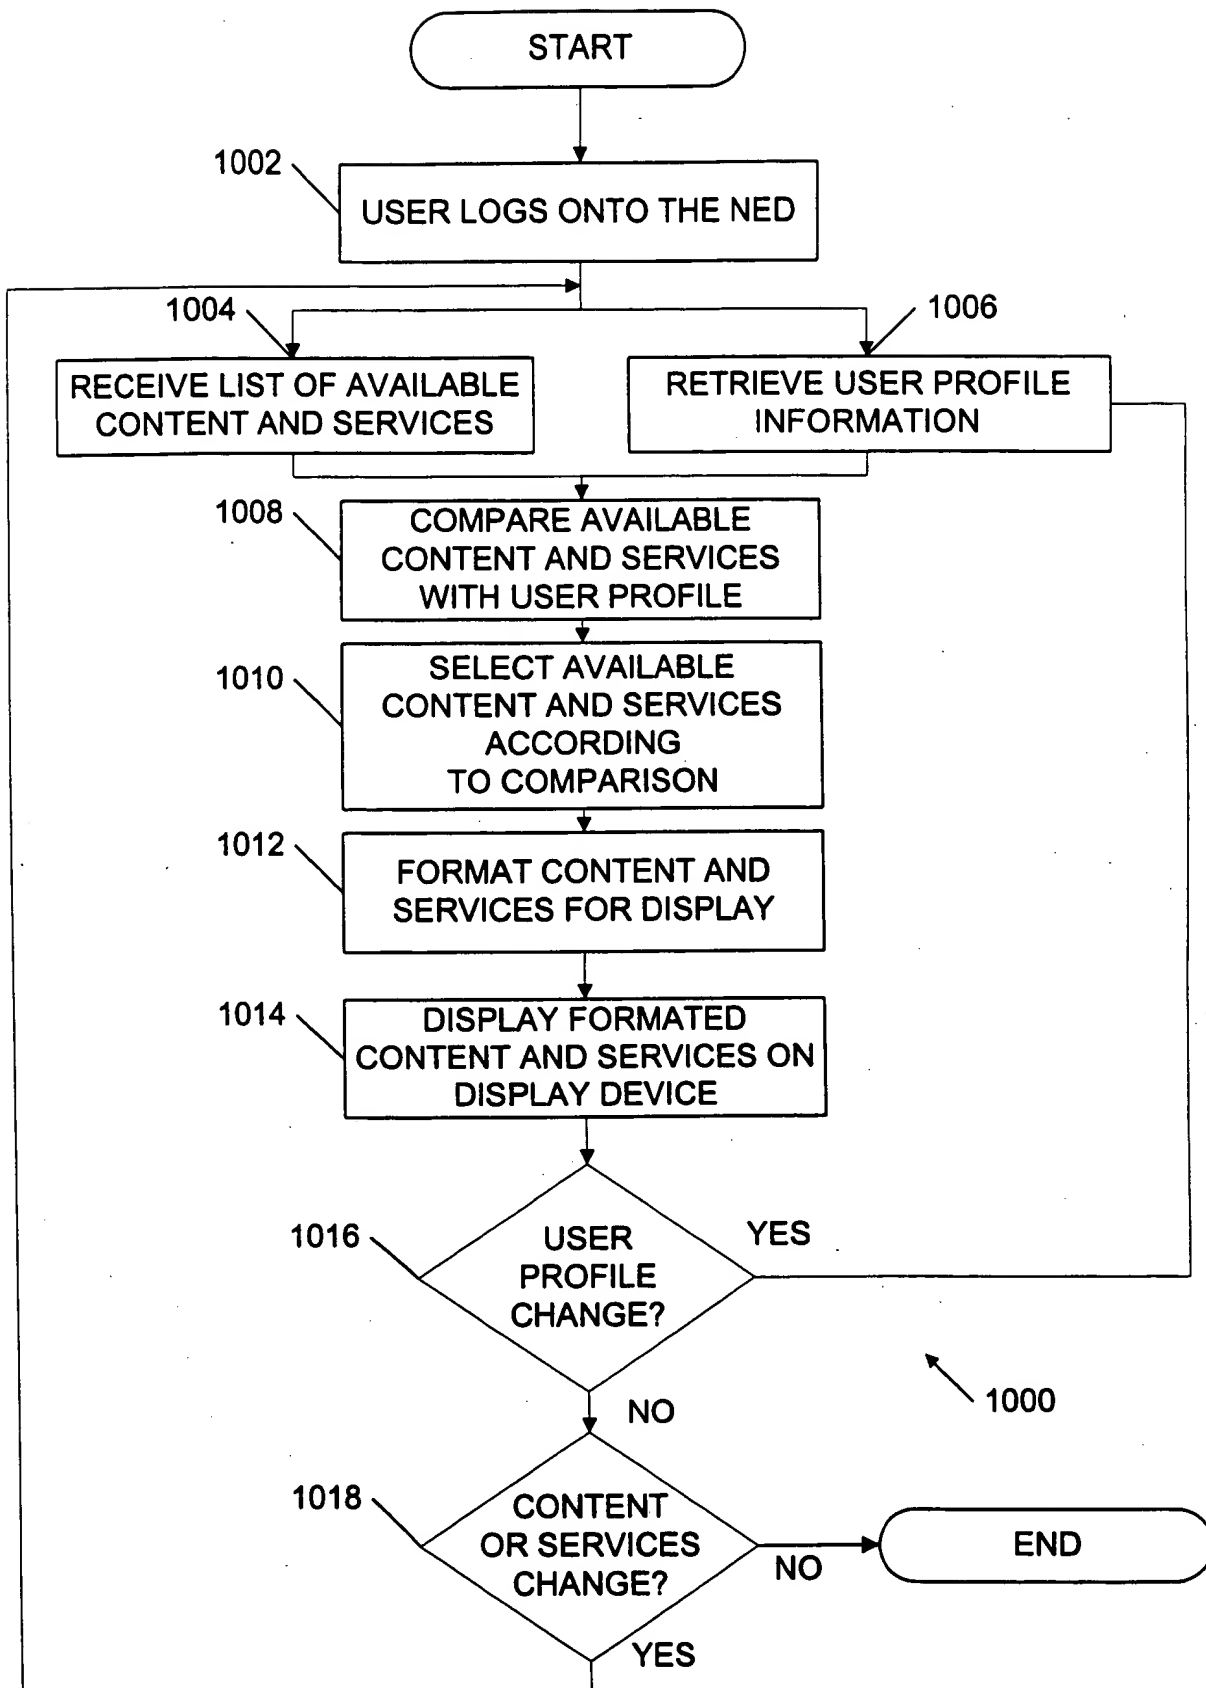 START
1002
USER LOGS ONTO THE NED
1004
1006
RECEIVE LIST OF AVAILABLE
CONTENT AND SERVICES
RETRIEVE USER PROFILE
INFORMATION
1008
COMPARE AVAILABLE
CONTENT AND SERVICES
WITH USER PROFILE
1010
SELECT AVAILABLE
CONTENT AND SERVICES
ACCORDING
TO COMPARISON
1012
FORMAT CONTENT AND
SERVICES FOR DISPLAY
1014
DISPLAY FORMATED
CONTENT AND SERVICES ON
DISPLAY DEVICE
1016
USER
PROFILE
CHANGE?
YES
1000
NO
1018
CONTENT
OR SERVICES
CHANGE?
NO
END
YES